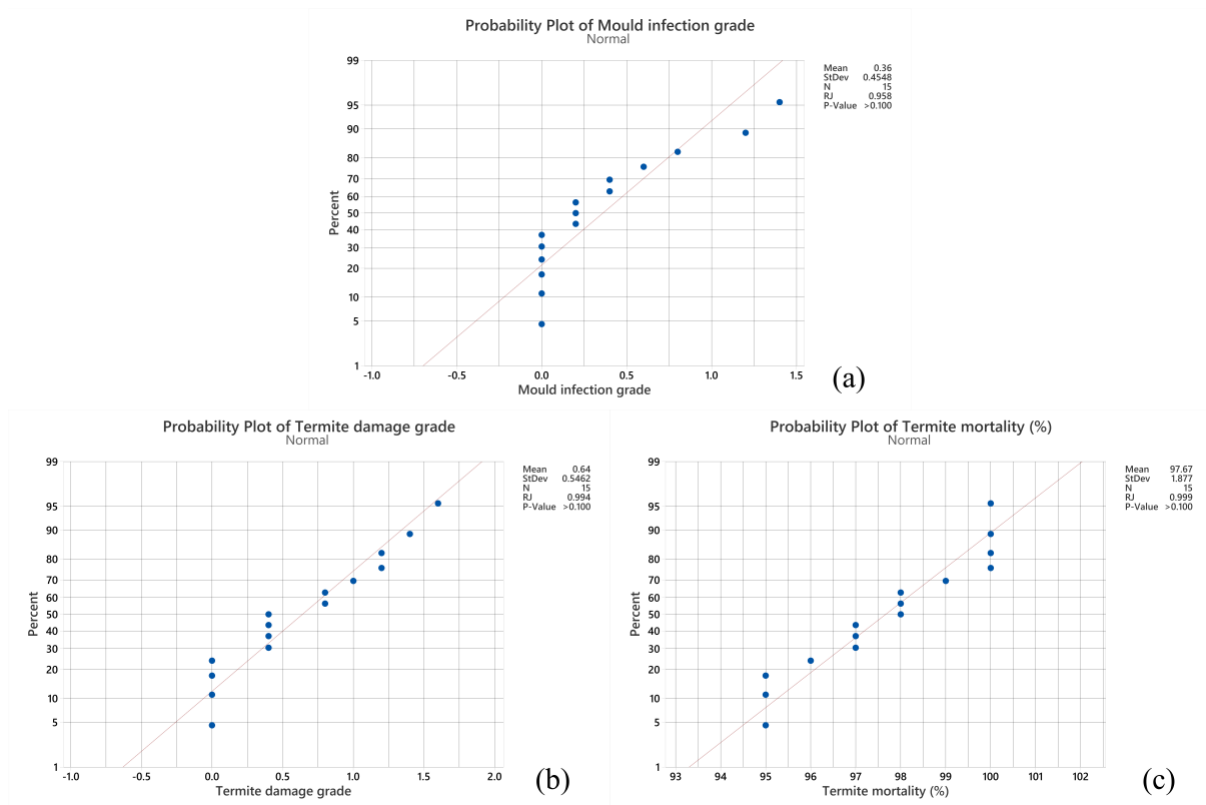 Probability Plot of Mould infection grade
Normal
99
95
90
80
70
60
50
40
30
20
10
5
1
Percent
-1.0 -0.5 0.0 0.5 1.0 1.5
Mould infection grade
Mean 0.36
StDev 0.4548
N 15
RJ 0.958
P-Value >0.100
(a)
Probability Plot of Termite damage grade
Normal
99
95
90
80
70
60
50
40
30
20
10
5
1
Percent
-1.0 -0.5 0.0 0.5 1.0 1.5 2.0
Termite damage grade
Mean 0.64
StDev 0.5462
N 15
RJ 0.994
P-Value >0.100
(b)
Probability Plot of Termite mortality (%)
Normal
99
95
90
80
70
60
50
40
30
20
10
5
1
Percent
93 94 95 96 97 98 99 100 101 102
Termite mortality (%)
Mean 97.67
StDev 1.877
N 15
RJ 0.999
P-Value >0.100
(c)